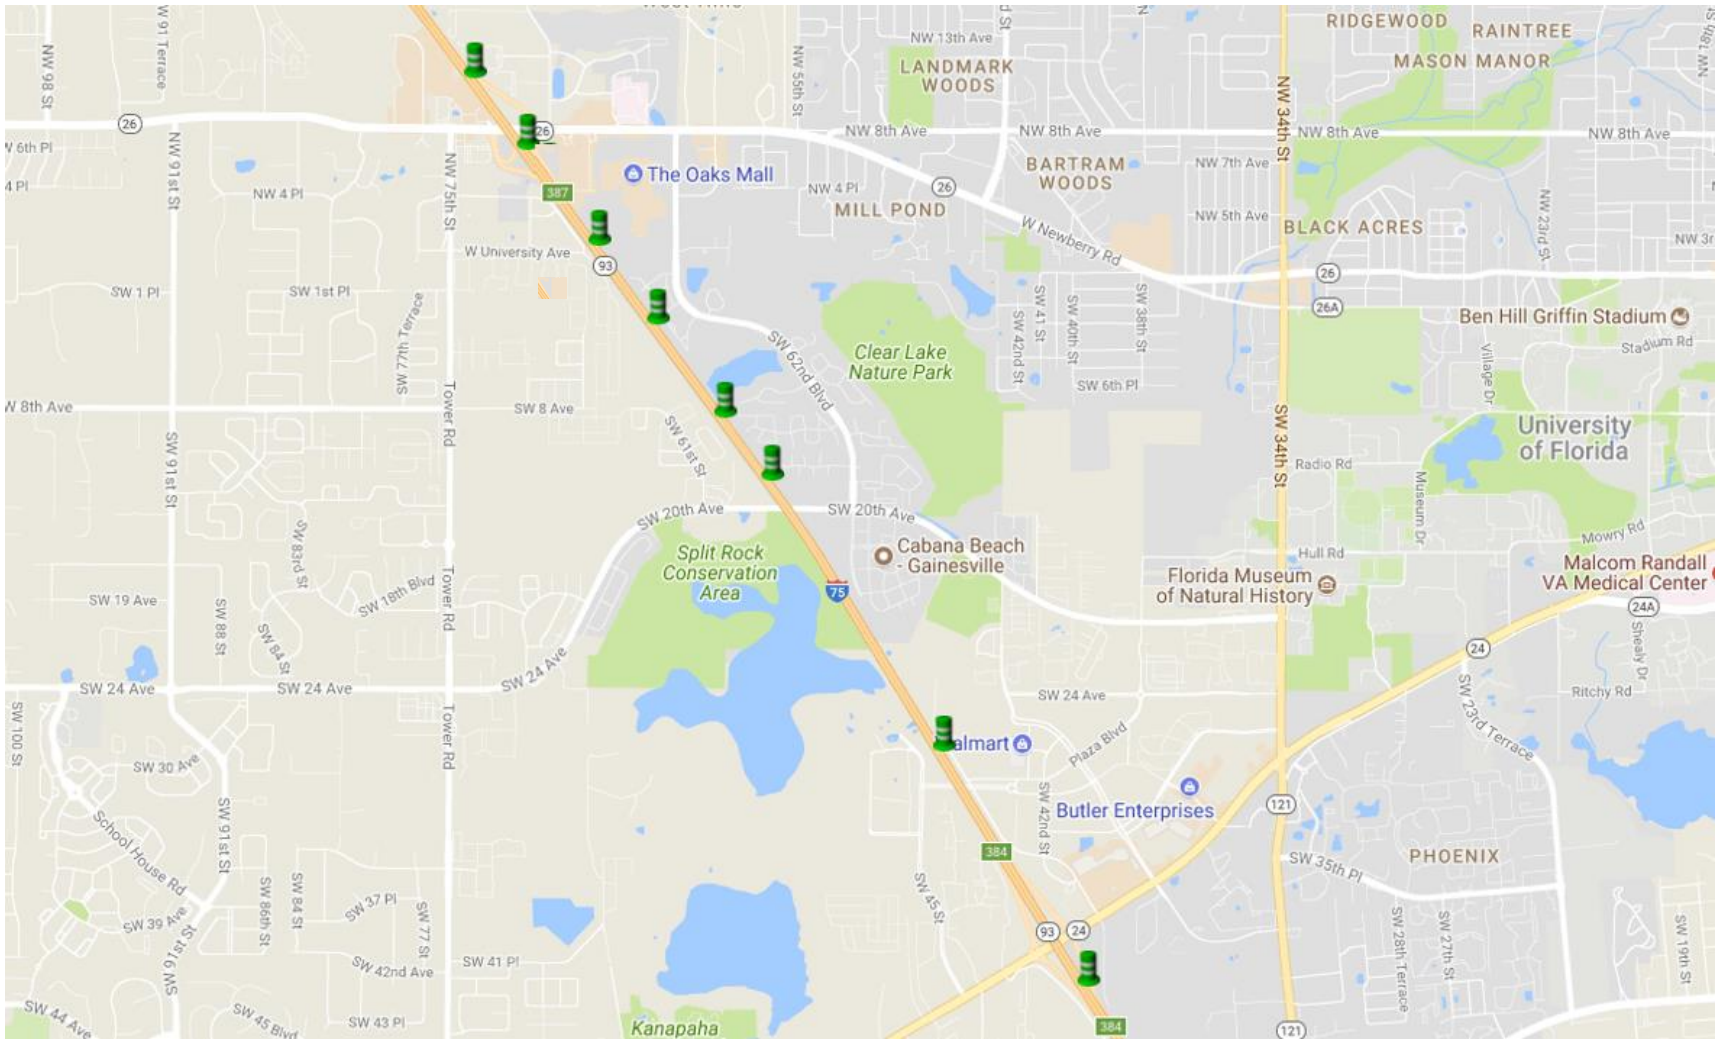 NW 13th Ave
RIDGEWOOD
RAINTREE
MASON MANOR
LANDMARK
WOODS
NW 98 St
NW 91 Terrace
NW 55th St
26
26
NW 8th Ave
NW 8th Ave
NW 34th St
NW 8th Ave
NW 8th Ave
W 6th Pl
4 Pl
NW 91st St
NW 4 Pl
NW 75th St
387
The Oaks Mall
NW 4 Pl
26
MILL POND
BARTRAM
WOODS
NW 7th Ave
NW 5th Ave
W Newberry Rd
BLACK ACRES
NW 23rd St
NW 3r
W University Ave
93
26
26A
SW 1 Pl
SW 1st Pl
SW 77th Terrace
SW 62nd Blvd
Clear Lake
Nature Park
SW 41 St
SW 42nd St
SW 40th St
SW 38th St
SW 6th Pl
Ben Hill Griffin Stadium
Stadium Rd
Village Dr
W 8th Ave
Tower Rd
SW 8 Ave
SW 61st St
SW 91st St
SW 34th St
Radio Rd
University
of Florida
Museum Dr
SW 20th Ave
SW 20th Ave
SW 83rd St
Split Rock
Conservation
Area
Cabana Beach
- Gainesville
Hull Rd
Mowry Rd
Florida Museum
of Natural History
Malcom Randall
VA Medical Center
75
SW 19 Ave
SW 88 St
SW 18th Blvd
Tower Rd
SW 84 St
24A
24
Shealy Dr
SW 24 Ave
SW 24 Ave
SW 24 Ave
SW 24 Ave
Ritchy Rd
SW 23rd Terrace
SW 100 St
Tower Rd
SW 30 Ave
almart
Plaza Blvd
Butler Enterprises
121
SW 42nd St
School House Rd
SW 91st St
384
SW 35th Pl
PHOENIX
SW 86th St
SW 84 St
SW 37 Pl
SW 77 St
SW 45 St
SW 39 Ave
SW 91st St
93
24
SW 28th Terrace
SW 27th St
SW 19th St
SW 42nd Ave
SW 41 Pl
SW 44 Ave
SW 45 Blvd
SW 43 Pl
Kanapaha
384
121